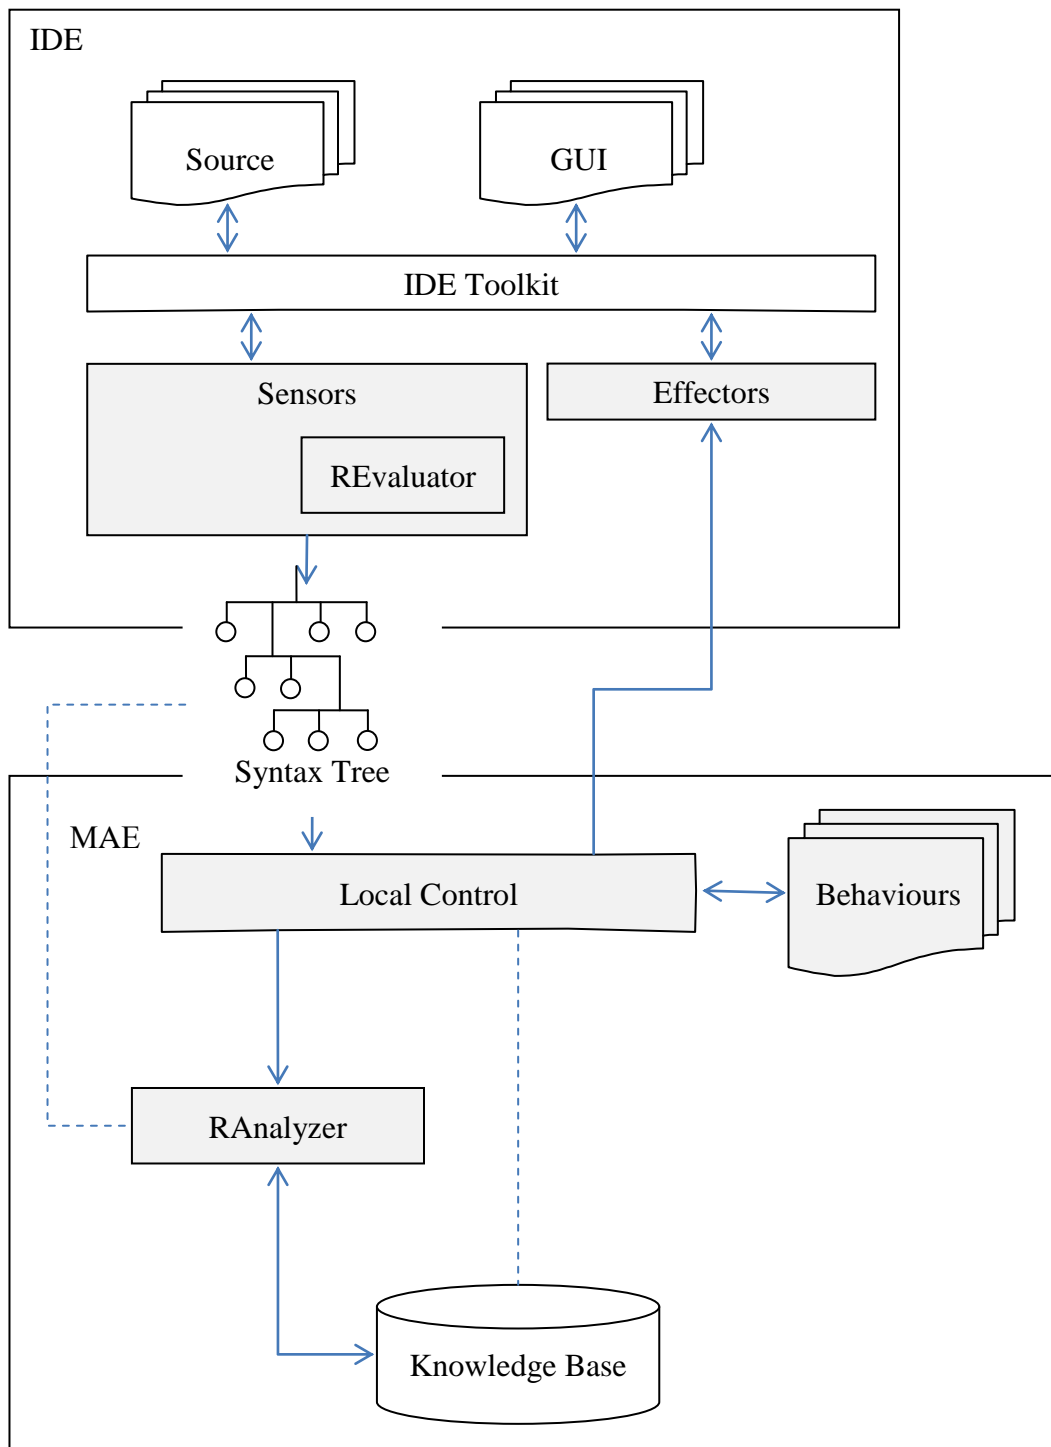 IDE
Source
GUI
IDE Toolkit
Sensors
Effectors
REvaluator
Syntax Tree
MAE
Local Control
Behaviours
RAnalyzer
Knowledge Base